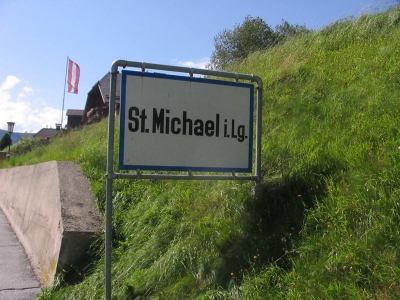 St. Michael i. Lg.